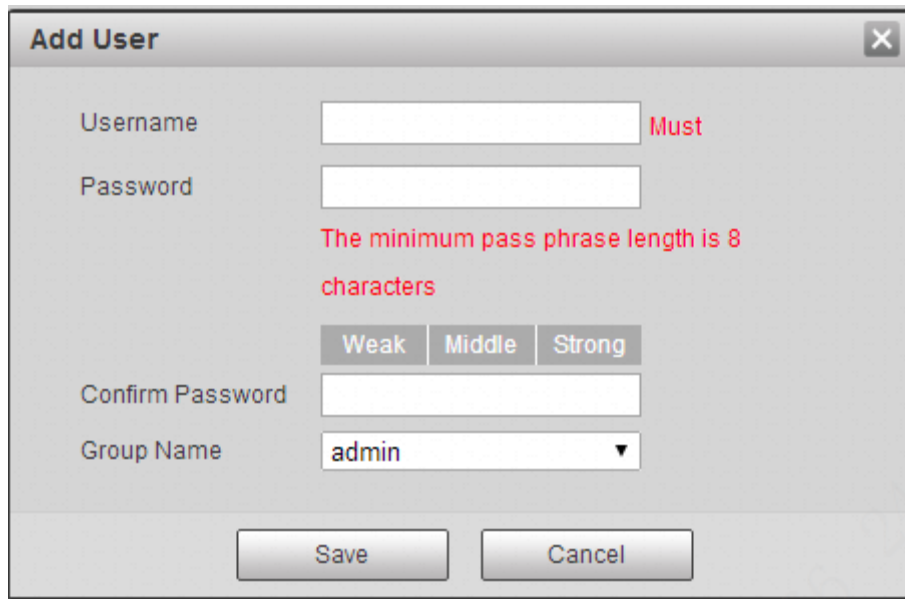 Add User
Username
Must
Password
The minimum pass phrase length is 8
characters
Weak Middle Strong
Confirm Password
Group Name
admin
Save Cancel